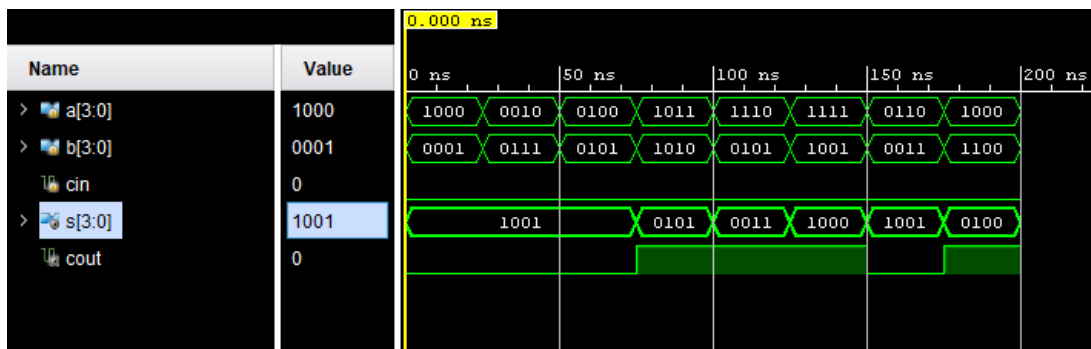 0.000 ns
Name Value
0 ns 50 ns 100 ns 150 ns 200 ns
a[3:0] 1000 1000 0010 0100 1011 1110 1111 0110 1000
b[3:0] 0001 0001 0111 0101 1010 0101 1001 0011 1100
cin 0
s[3:0] 1001 1001 0101 0011 1000 1001 0100
cout 0